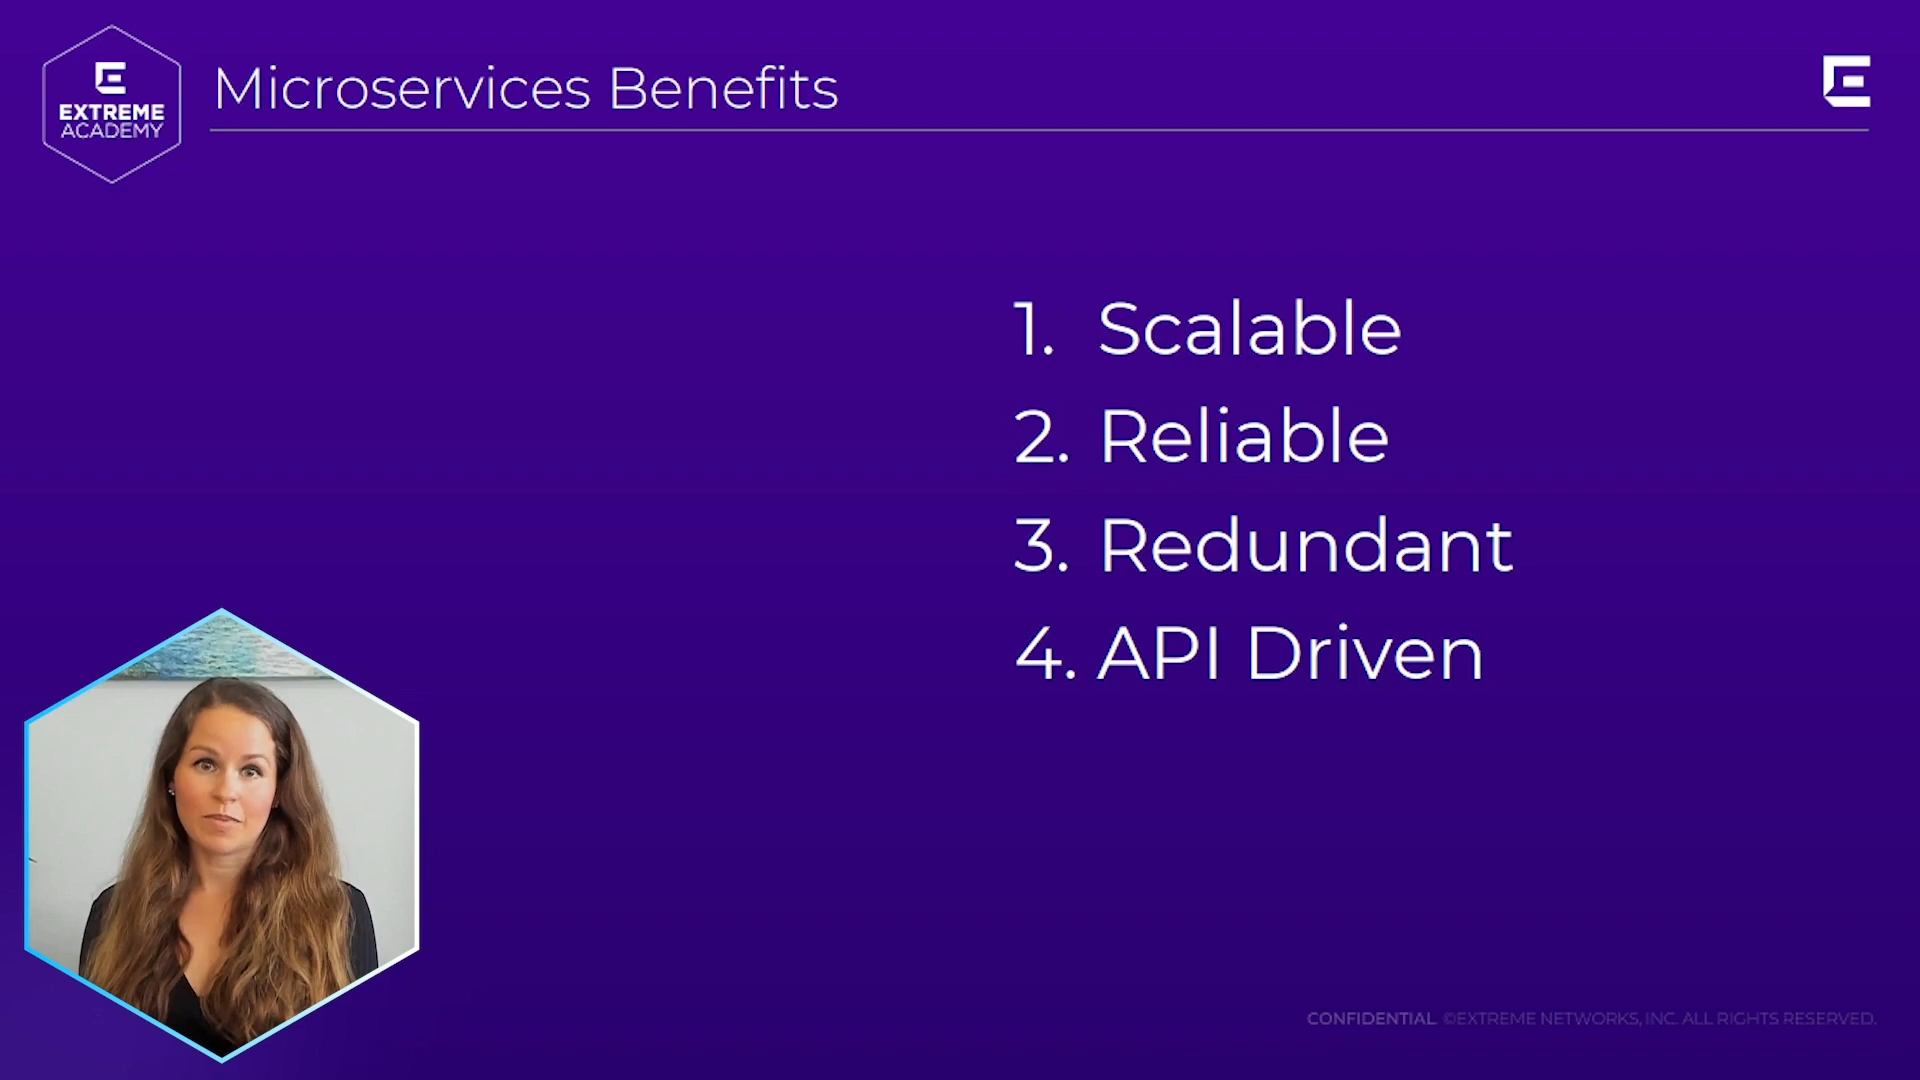 EXTREME
ACADEMY
Microservices Benefits
1. Scalable
2. Reliable
3. Redundant
4. API Driven
CONFIDENTIAL. ©EXTREME NETWORKS, INC. ALL RIGHTS RESERVED.